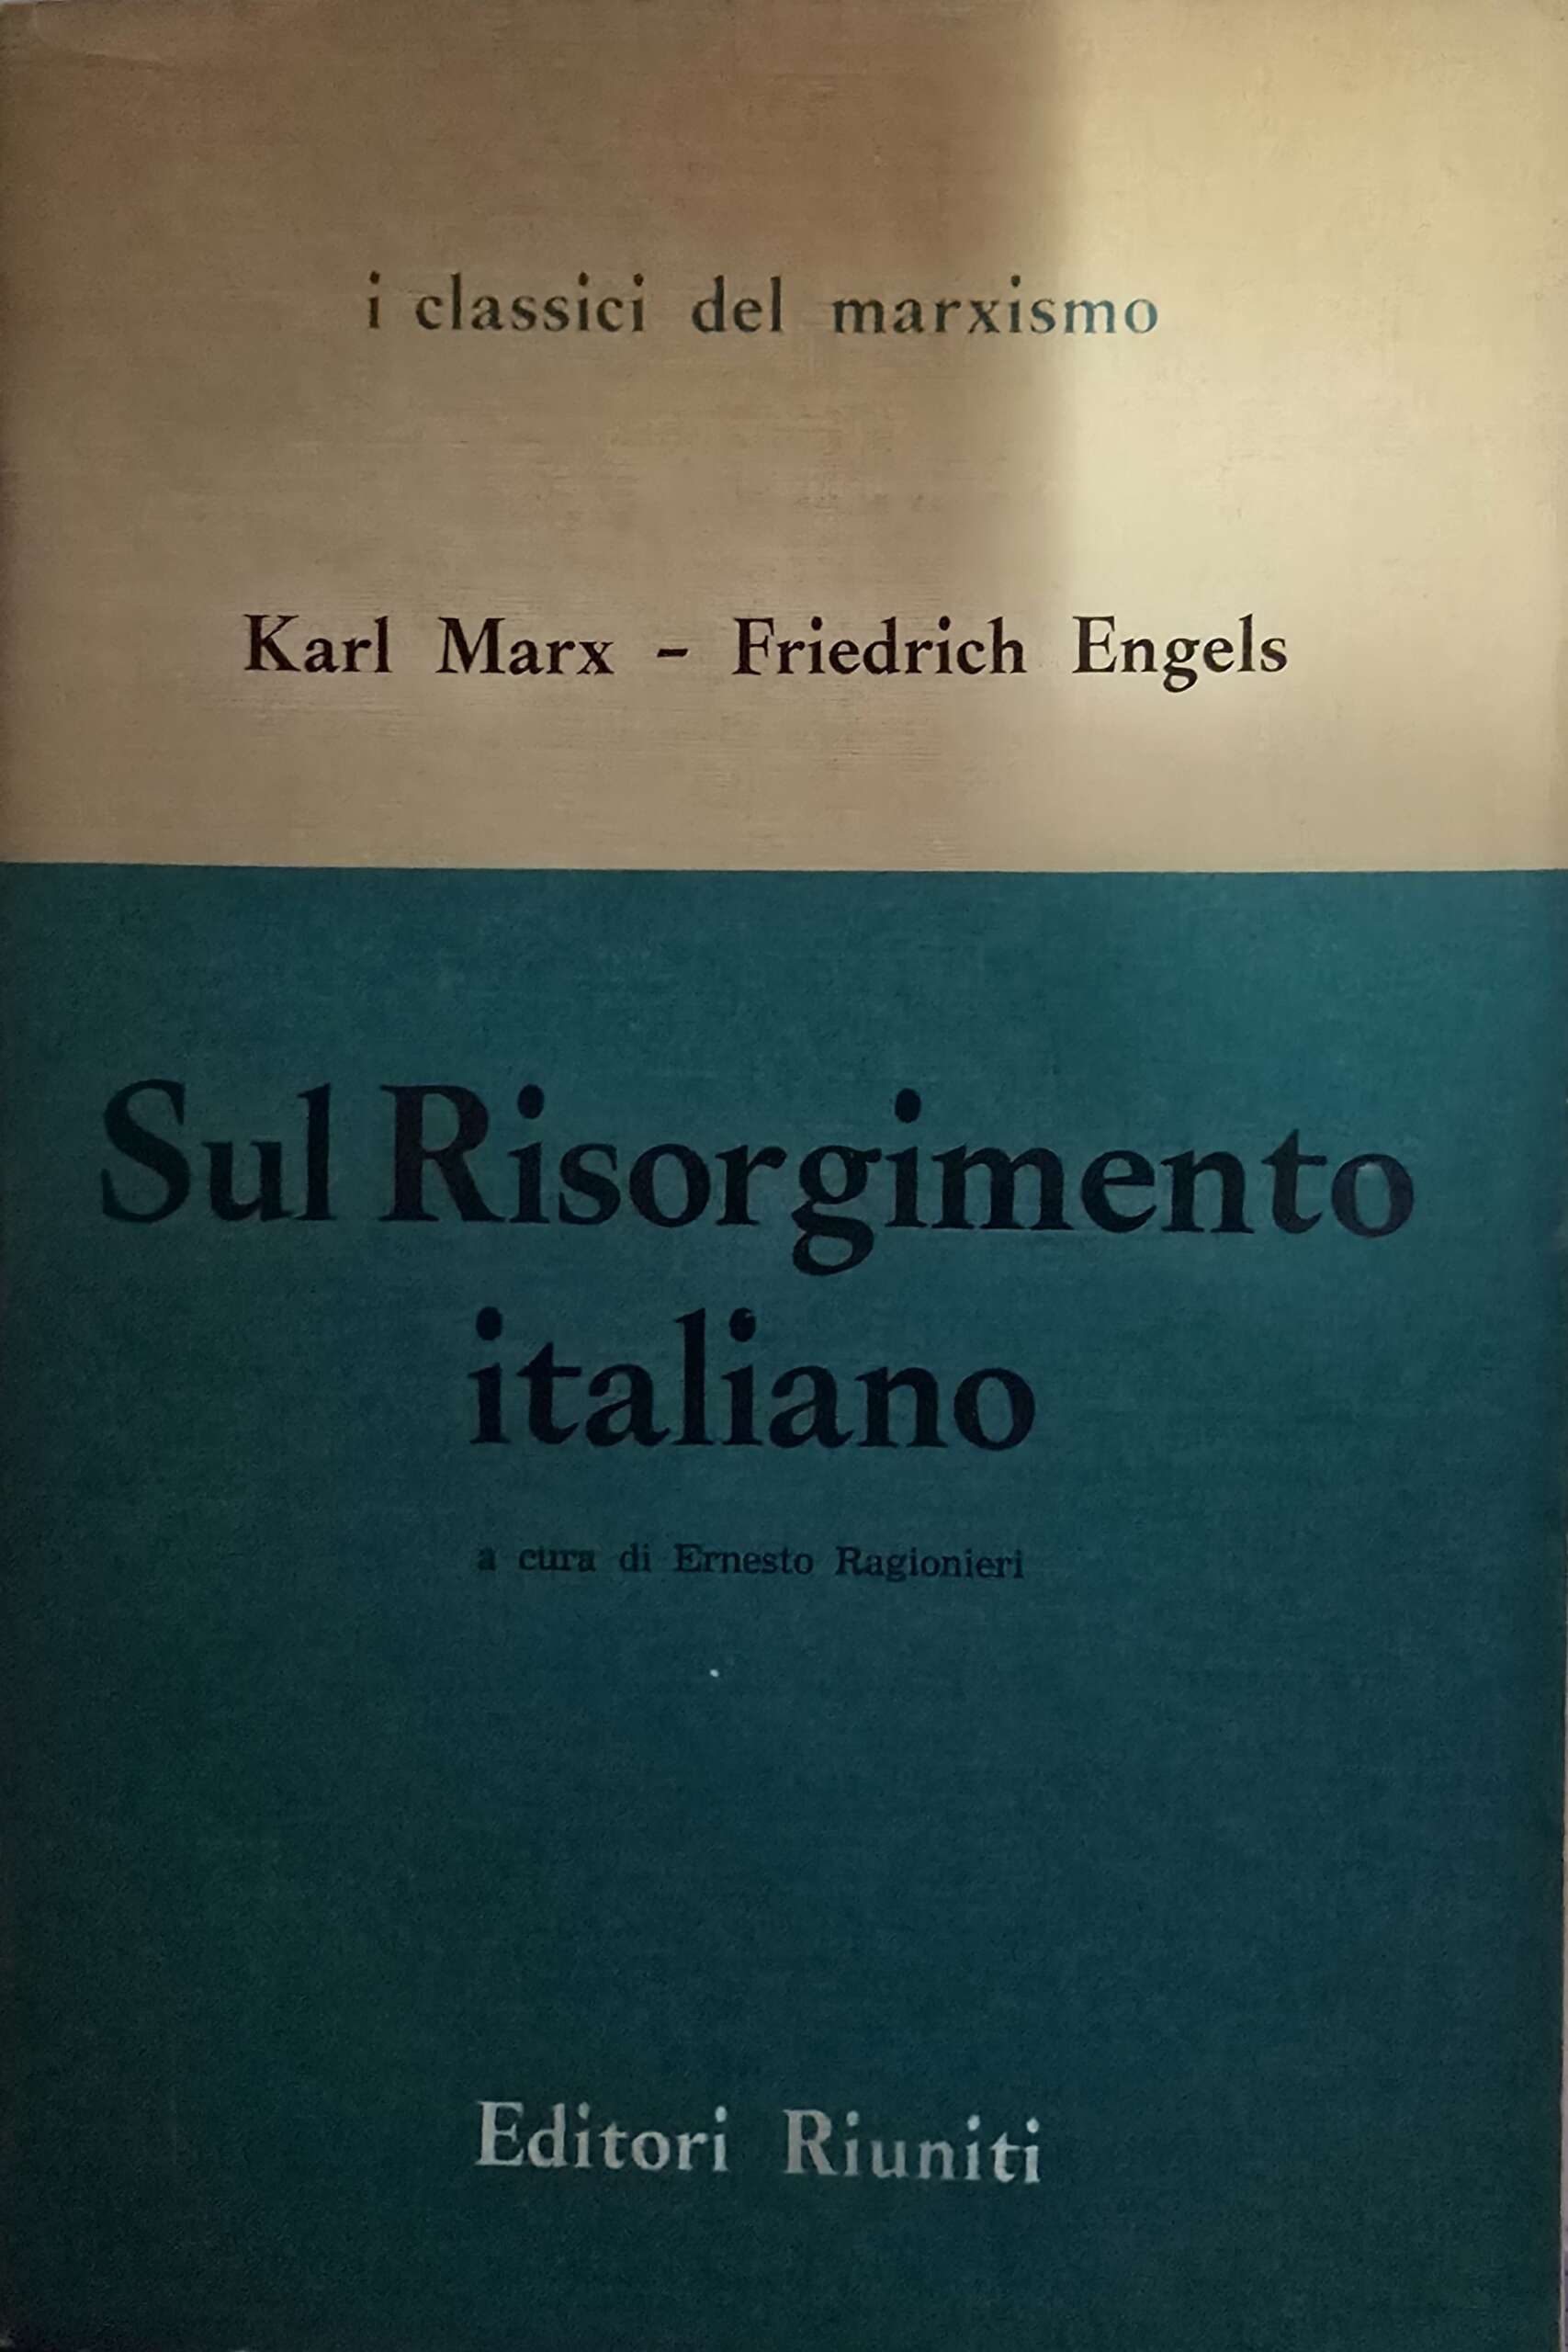 i classici del marxismo
Karl Marx - Friedrich Engels
Sul Risorgimento
italiano
a cura di Ernesto Ragionieri
Editori Riuniti